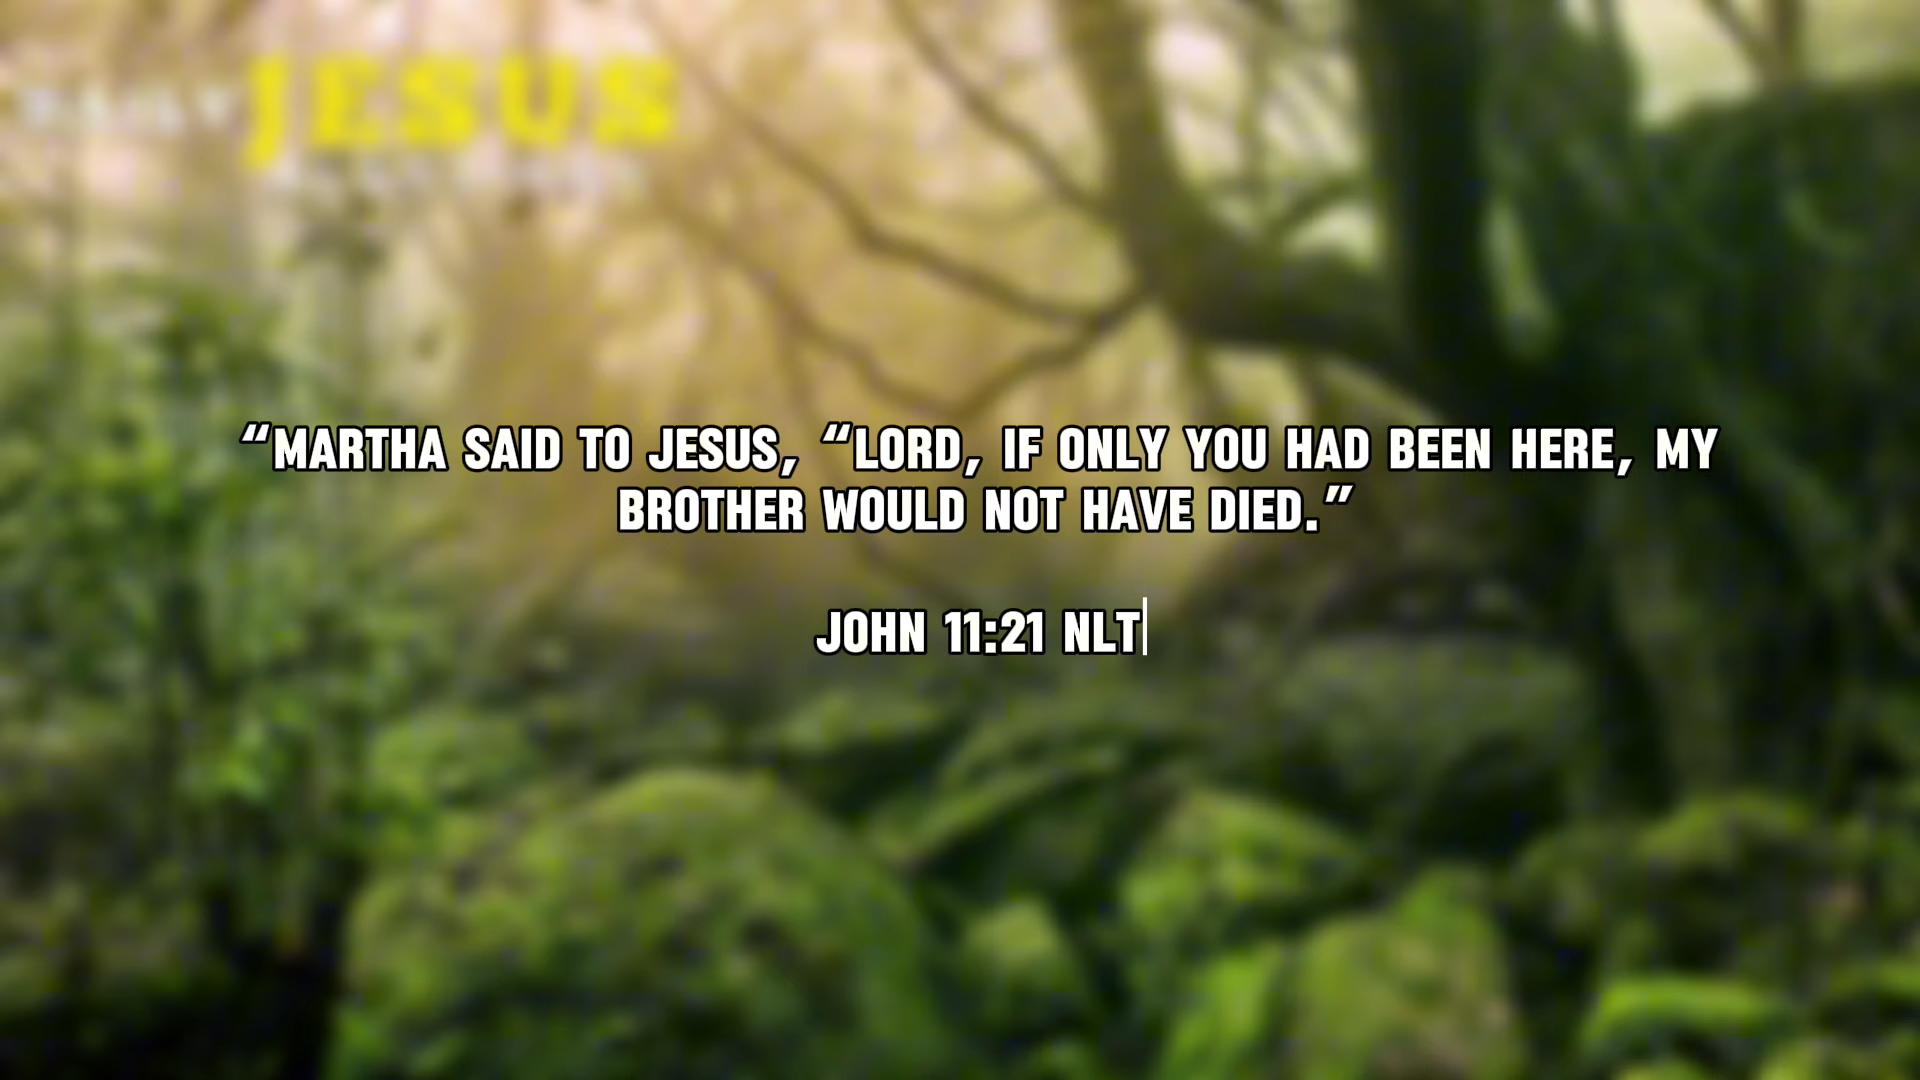 JESUS
“MARTHA SAID TO JESUS, “LORD, IF ONLY YOU HAD BEEN HERE, MY
BROTHER WOULD NOT HAVE DIED.”
JOHN 11:21 NLT